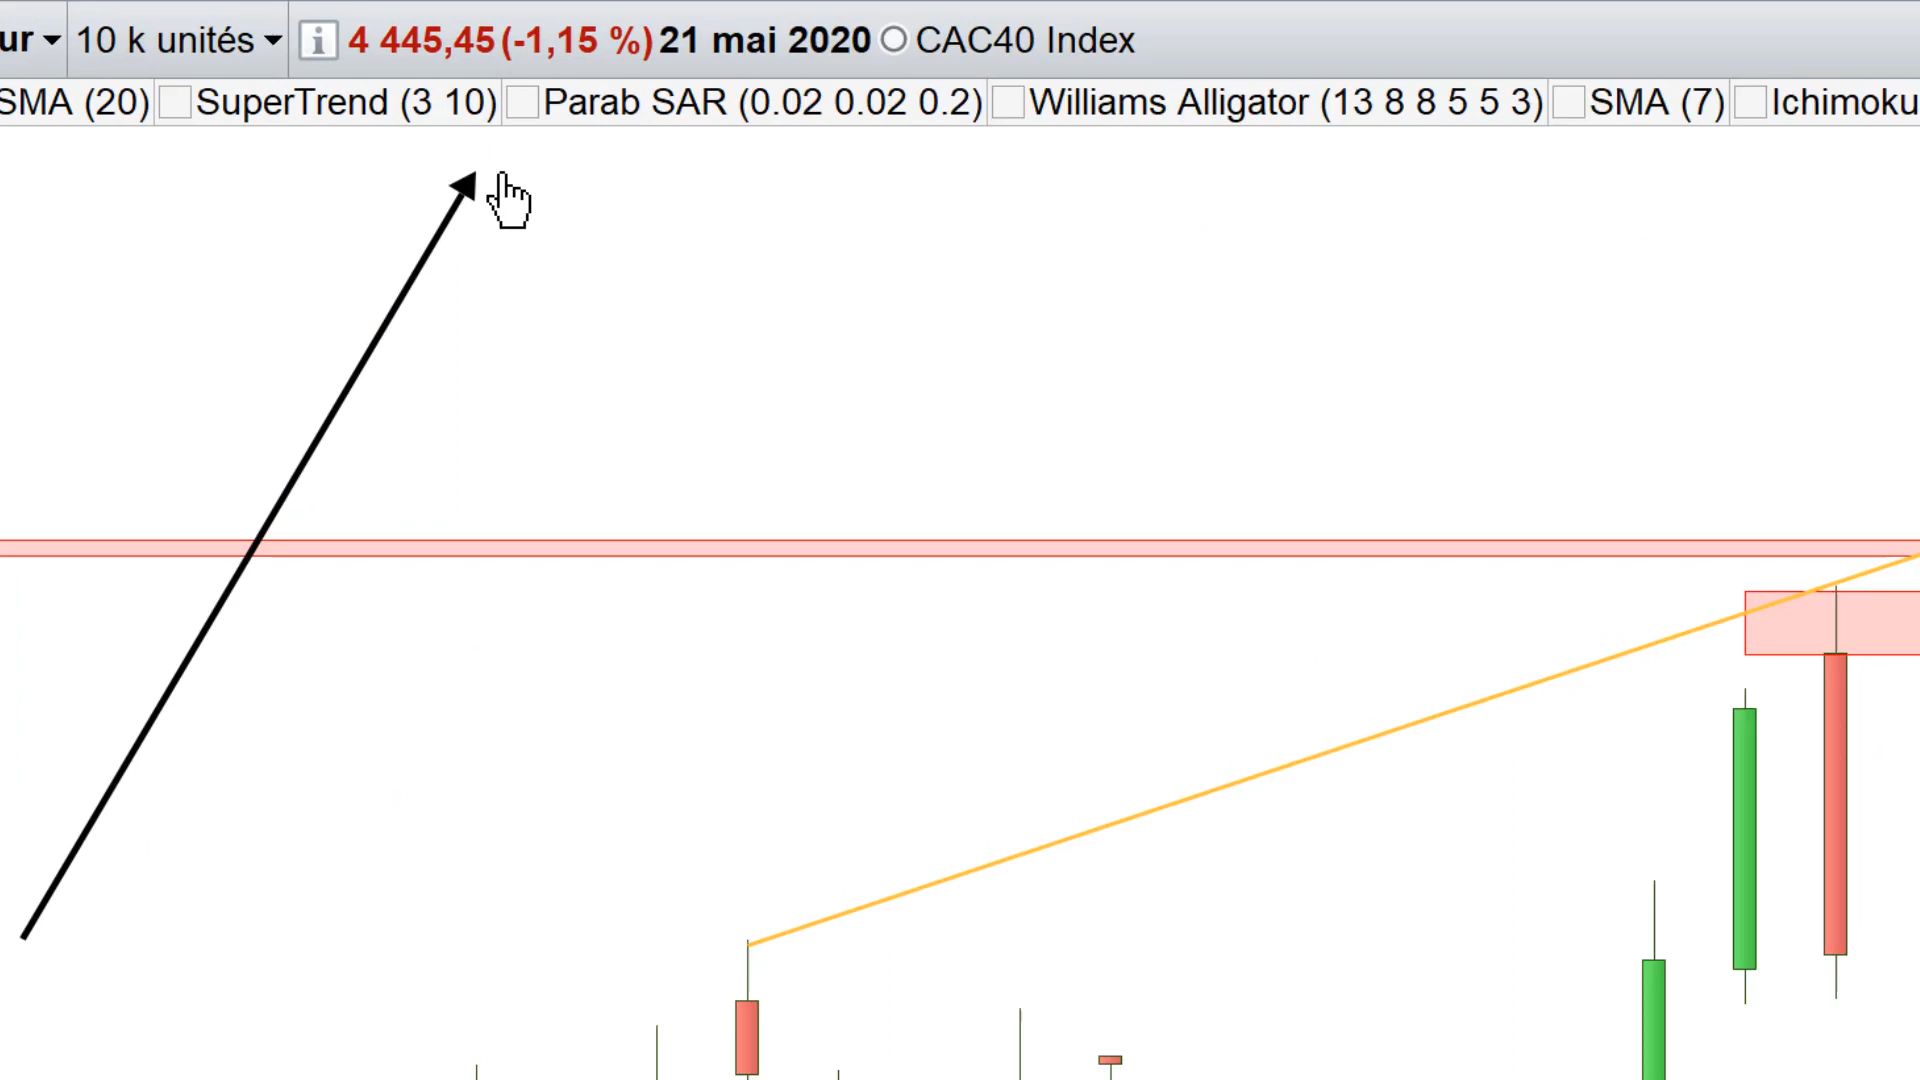 ur 10 k unités 4 445,45 (-1,15 %) 21 mai 2020 CAC40 Index
SMA (20) SuperTrend (3 10) Parab SAR (0.02 0.02 0.2) Williams Alligator (13 8 8 5 5 3) SMA (7) Ichimoku